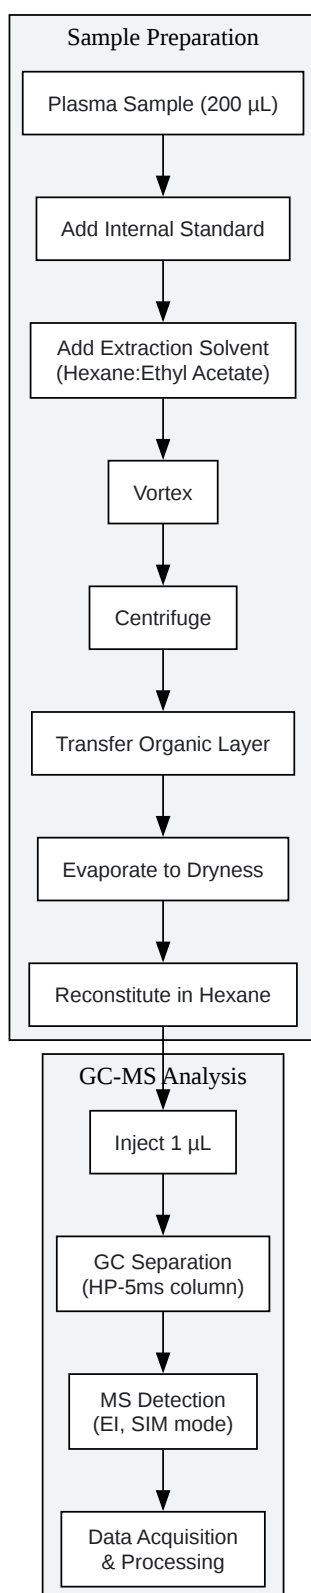 Sample Preparation
Plasma Sample (200 µL)
Add Internal Standard
Add Extraction Solvent
(Hexane:Ethyl Acetate)
Vortex
Centrifuge
Transfer Organic Layer
Evaporate to Dryness
Reconstitute in Hexane
GC-MS Analysis
Inject 1 µL
GC Separation
(HP-5ms column)
MS Detection
(EI, SIM mode)
Data Acquisition
& Processing